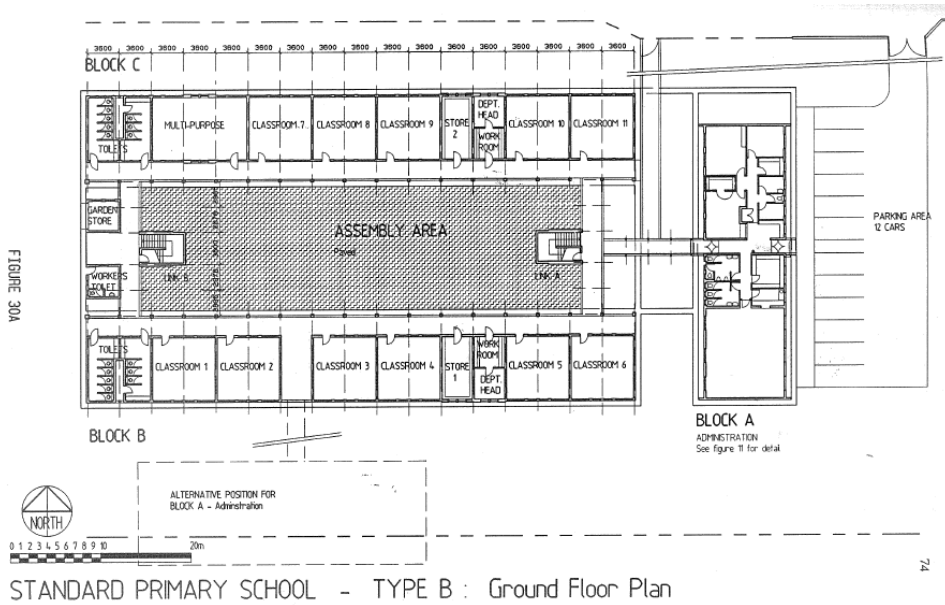 3600 3600 3600 3600 3600 3600 3600 3600 3600 3600 3600 3600 3600 3600 3600 3600 3600
BLOCK C
TOILETS
MULTI-PURPOSE
CLASSROOM 7
CLASSROOM 8
CLASSROOM 9
STORE
2
DEPT.
HEAD
WORK
ROOM
CLASSROOM 10
CLASSROOM 11
GARDEN
STORE
ASSEMBLY AREA
Paved
LINK B
LINK A
WORKERS
TOILET
PARKING AREA
12 CARS
TOILETS
CLASSROOM 1
CLASSROOM 2
CLASSROOM 3
CLASSROOM 4
STORE
1
WORK
ROOM
DEPT.
HEAD
CLASSROOM 5
CLASSROOM 6
BLOCK B
BLOCK A
ADMINISTRATION
See figure 11 for detail
ALTERNATIVE POSITION FOR
BLOCK A - Adminstration
NORTH
0 1 2 3 4 5 6 7 8 9 10 20m
STANDARD PRIMARY SCHOOL - TYPE B : Ground Floor Plan
FIGURE 30A
74